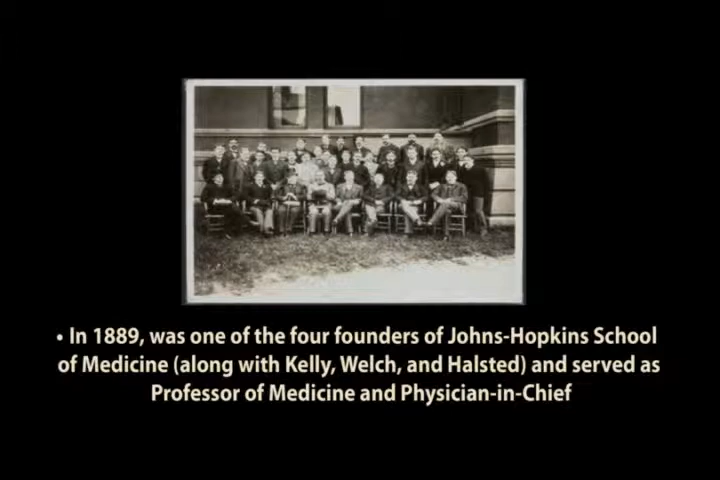 • In 1889, was one of the four founders of Johns-Hopkins School
of Medicine (along with Kelly, Welch, and Halsted) and served as
Professor of Medicine and Physician-in-Chief